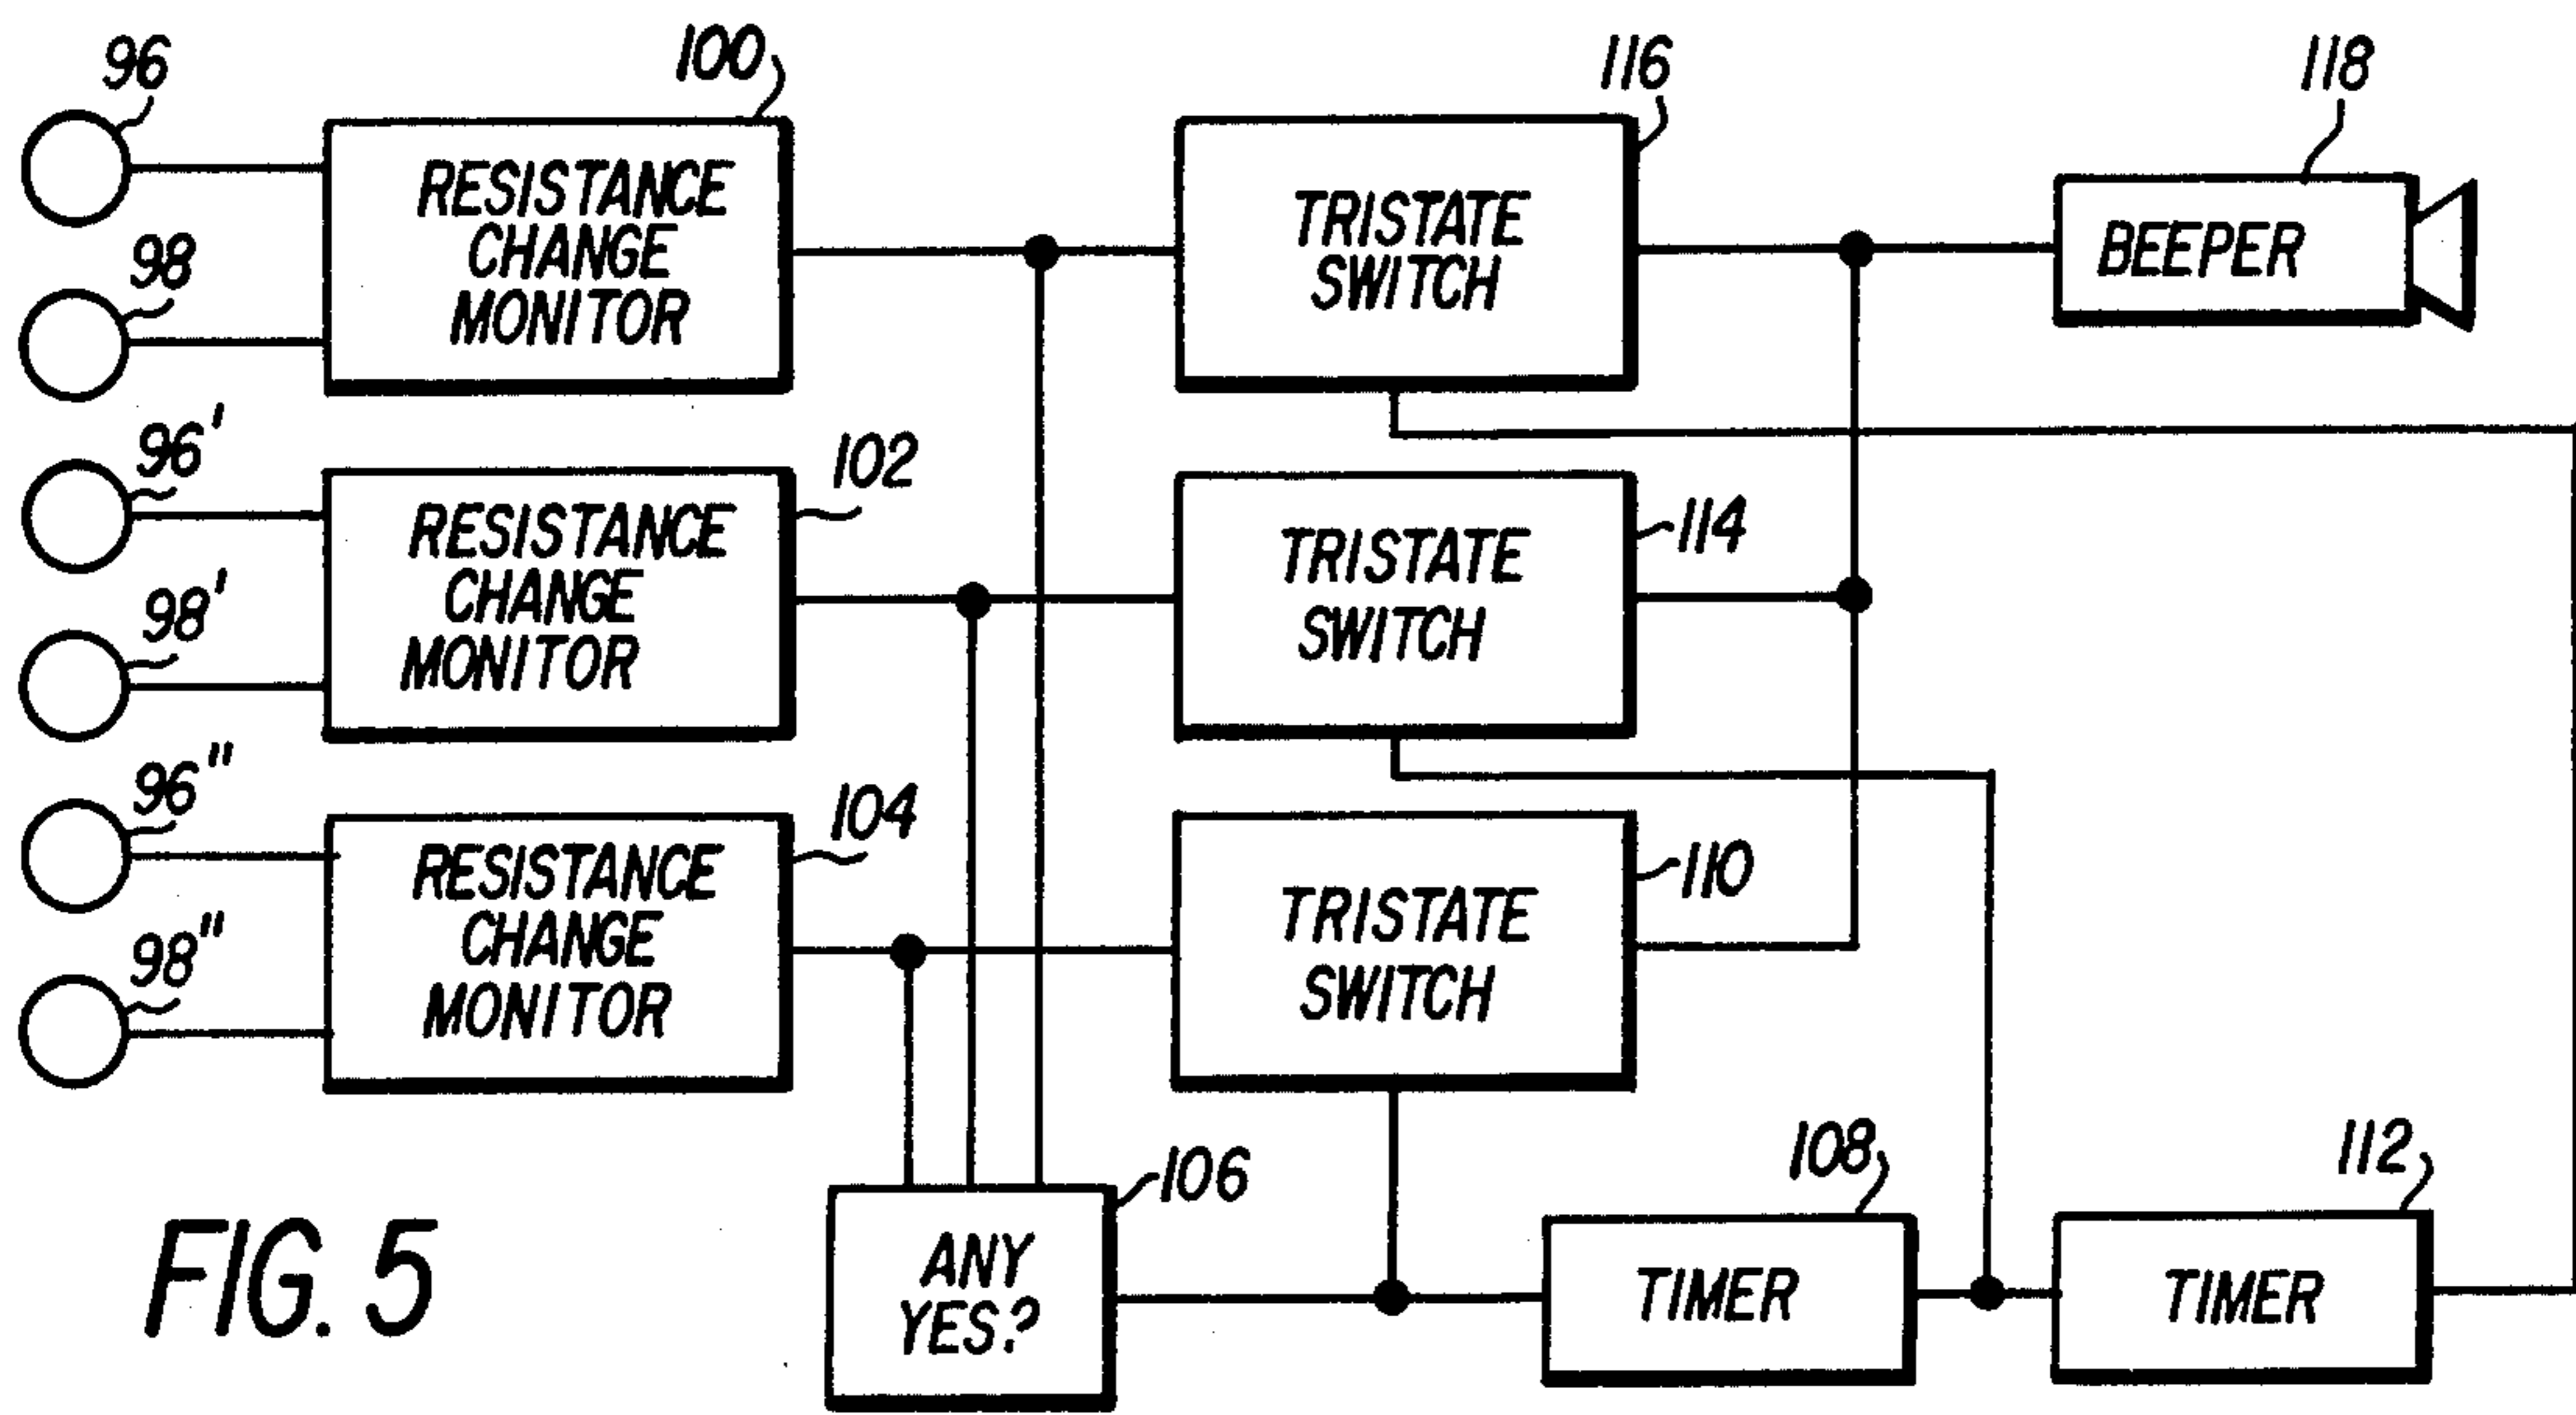 96
100
116
118
RESISTANCE
CHANGE
MONITOR
TRISTATE
SWITCH
BEEPER
98
96'
102
RESISTANCE
CHANGE
MONITOR
TRISTATE
SWITCH
114
98'
96"
104
RESISTANCE
CHANGE
MONITOR
TRISTATE
SWITCH
110
98"
106
108
112
ANY
YES?
TIMER
TIMER
FIG. 5